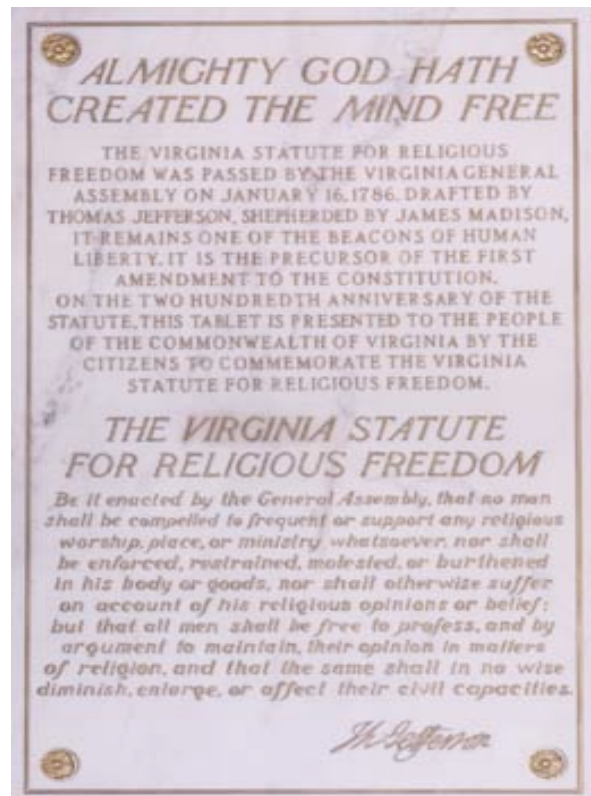 ALMIGHTY GOD HATH
CREATED THE MIND FREE
THE VIRGINIA STATUTE FOR RELIGIOUS
FREEDOM WAS PASSED BY THE VIRGINIA GENERAL
ASSEMBLY ON JANUARY 16, 1786. DRAFTED BY
THOMAS JEFFERSON, SHEPHERDED BY JAMES MADISON,
IT REMAINS ONE OF THE BEACONS OF HUMAN
LIBERTY. IT IS THE PRECURSOR OF THE FIRST
AMENDMENT TO THE CONSTITUTION.
ON THE TWO HUNDREDTH ANNIVERSARY OF THE
STATUTE, THIS TABLET IS PRESENTED TO THE PEOPLE
OF THE COMMONWEALTH OF VIRGINIA BY THE
CITIZENS TO COMMEMORATE THE VIRGINIA
STATUTE FOR RELIGIOUS FREEDOM.
THE VIRGINIA STATUTE
FOR RELIGIOUS FREEDOM
Be it enacted by the General Assembly, that no man
shall be compelled to frequent or support any religious
worship, place, or ministry whatsoever, nor shall
be enforced, restrained, molested, or burthened
in his body or goods, nor shall otherwise suffer
on account of his religious opinions or belief;
but that all men shall be free to profess, and by
argument to maintain, their opinion in matters
of religion, and that the same shall in no wise
diminish, enlarge, or affect their civil capacities.
Th Jefferson